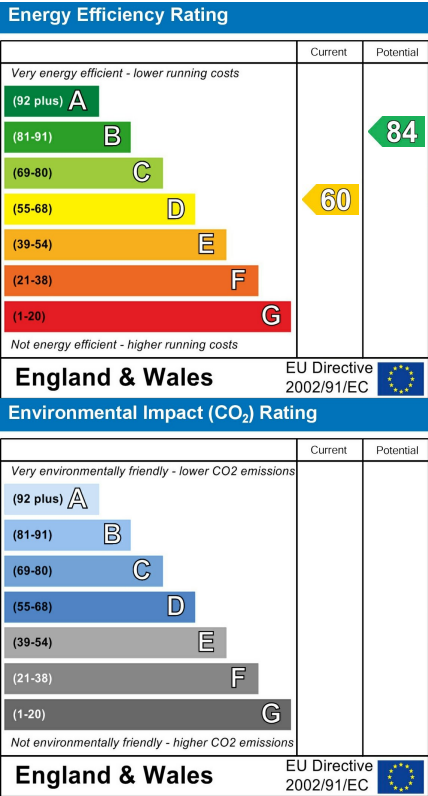 Energy Efficiency Rating
Current Potential
Very energy efficient - lower running costs
(92 plus) A
(81-91) B
84
(69-80) C
(55-68) D
60
(39-54) E
(21-38) F
(1-20) G
Not energy efficient - higher running costs
England & Wales
EU Directive
2002/91/EC
Environmental Impact (CO₂) Rating
Current Potential
Very environmentally friendly - lower CO2 emissions
(92 plus) A
(81-91) B
(69-80) C
(55-68) D
(39-54) E
(21-38) F
(1-20) G
Not environmentally friendly - higher CO2 emissions
England & Wales
EU Directive
2002/91/EC